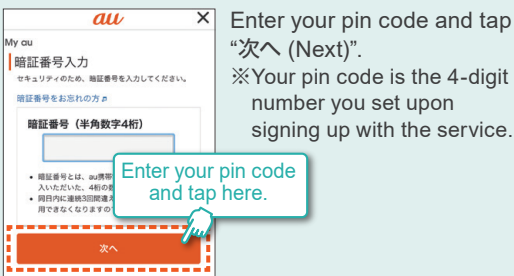 au
×
My au
暗証番号入力
セキュリティのため、暗証番号を入力してください。
暗証番号をお忘れの方
暗証番号（半角数字4桁）
• 暗証番号とは、au携帯
入いただいた、4桁の数
• 同日内に連続3回間違え
用できなくなりますの
Enter your pin code
and tap here.
次へ
Enter your pin code and tap
“次へ (Next)”.
※Your pin code is the 4-digit
number you set upon
signing up with the service.